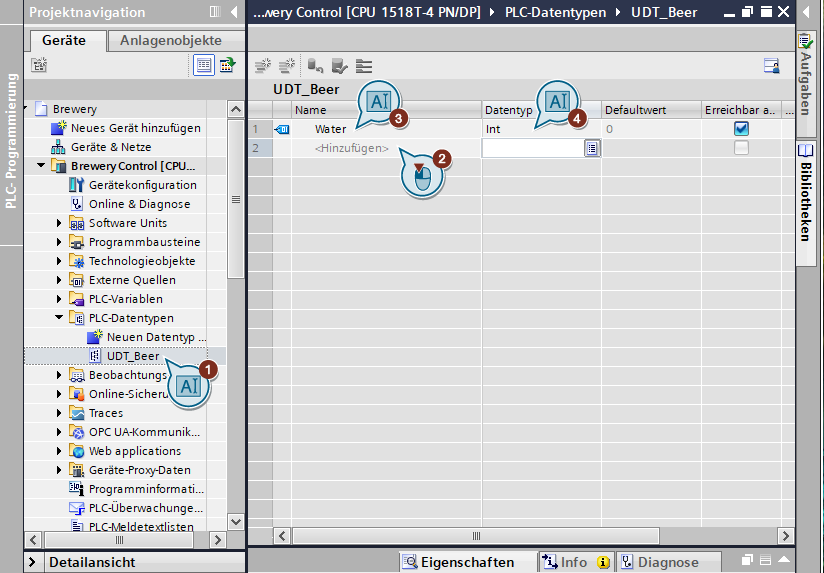 Projektnavigation
...wery Control [CPU 1518T-4 PN/DP] PLC-Datentypen UDT_Beer
Geräte Anlagenobjekte
PLC- Programmierung
Brewery
Neues Gerät hinzufügen
Geräte & Netze
Brewery Control [CPU...
Gerätekonfiguration
Online & Diagnose
Software Units
Programmbausteine
Technologieobjekte
Externe Quellen
PLC-Variablen
PLC-Datentypen
Neuen Datentyp ...
UDT_Beer
1
AI
Beobachtungs
Online-Sicheru
Traces
OPC UA-Kommunik...
Web applications
Geräte-Proxy-Daten
Programminformati...
PLC-Überwachunge...
PLC-Meldetextlisten
Detailansicht
UDT_Beer
Name Datentyp Defaultwert Erreichbar a.. ...
AI
3
AI
4
1 Water Int 0
2 <Hinzufügen>
2
Eigenschaften Info Diagnose
Aufgaben
Bibliotheken